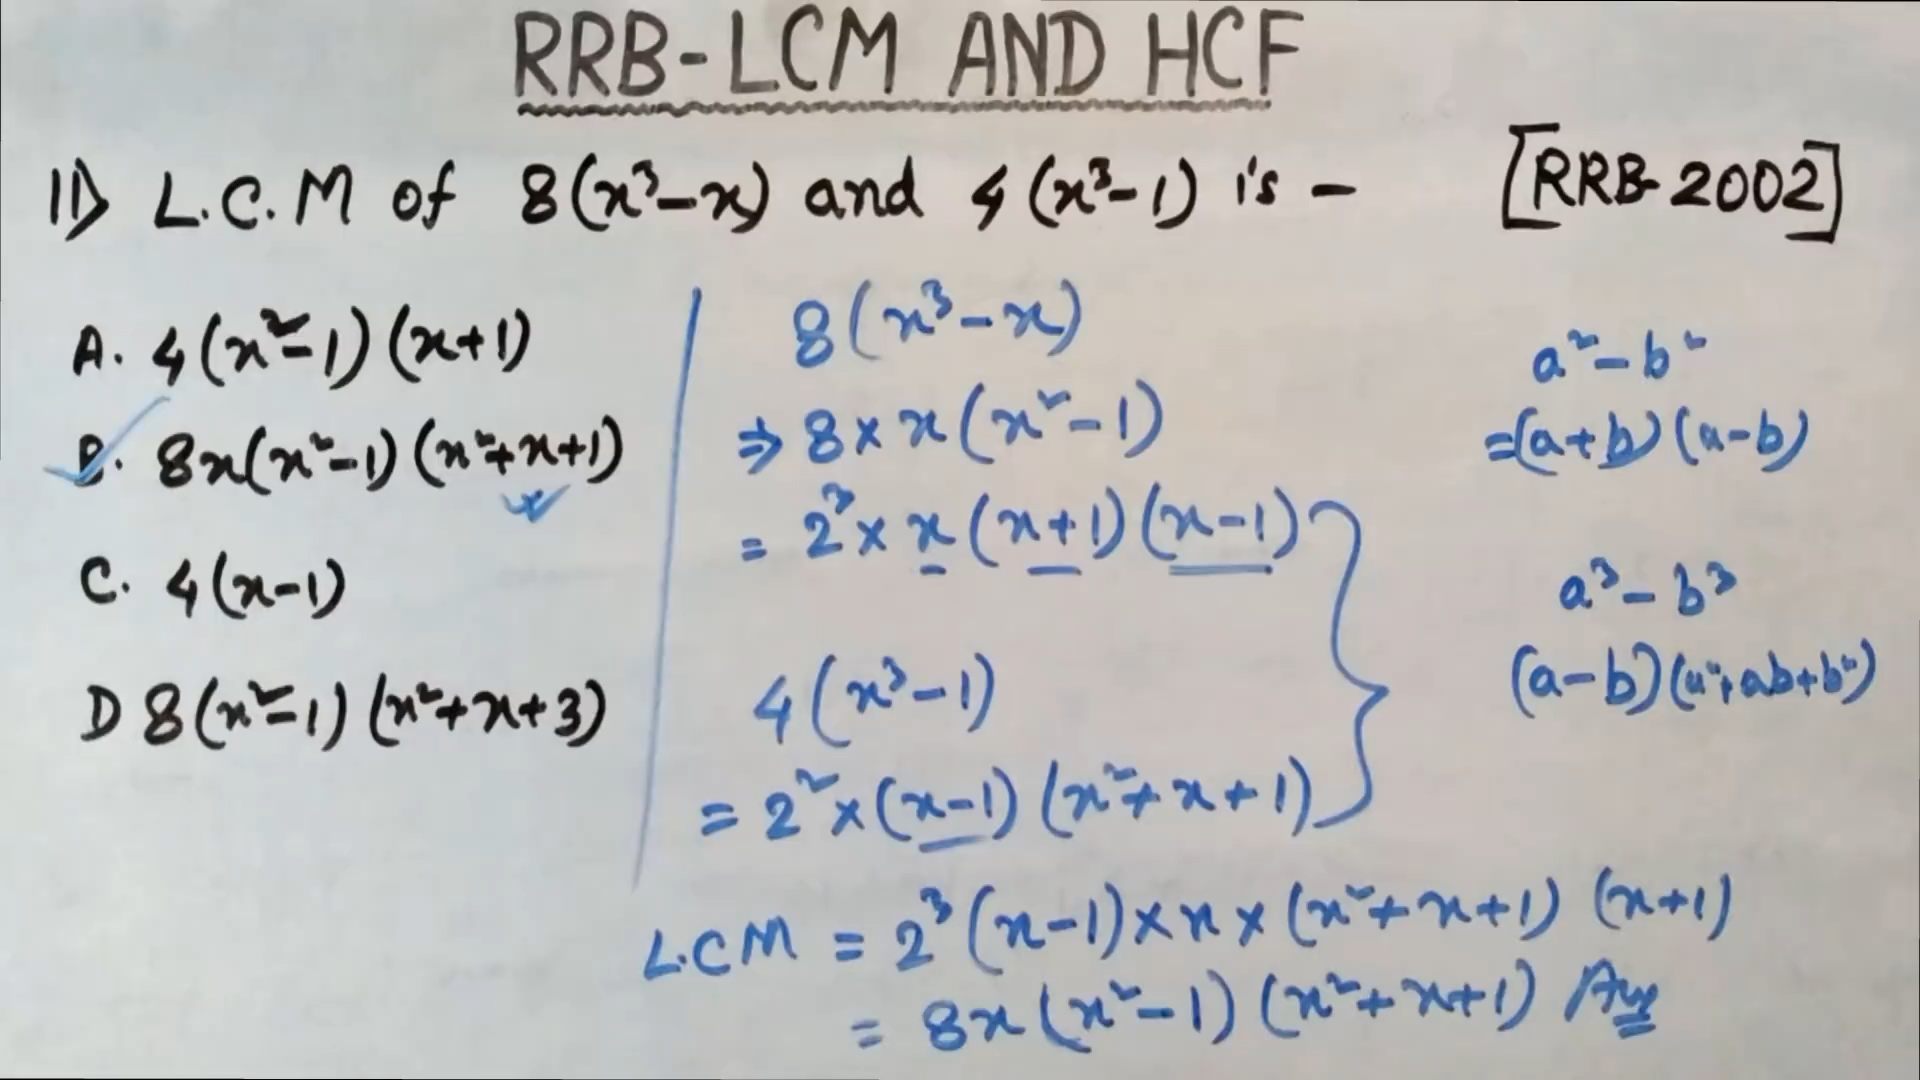 RRB-LCM AND HCF
11) L.C.M of 8(x³-x) and 4(x³-1) is - [RRB-2002]
A. 4(x²-1)(x+1)
B. 8x(x²-1)(x²+x+1)
C. 4(x-1)
D 8(x²-1)(x²+x+3)
8(x³-x)
⇒ 8×x(x²-1)
= 2³×x(x+1)(x-1)
4(x³-1)
= 2²×(x-1)(x²+x+1)
L.C.M = 2³(x-1)×x×(x²+x+1)(x+1)
= 8x(x²-1)(x²+x+1) Ans
a²-b²
=(a+b)(a-b)
a³-b³
(a-b)(a²+ab+b²)